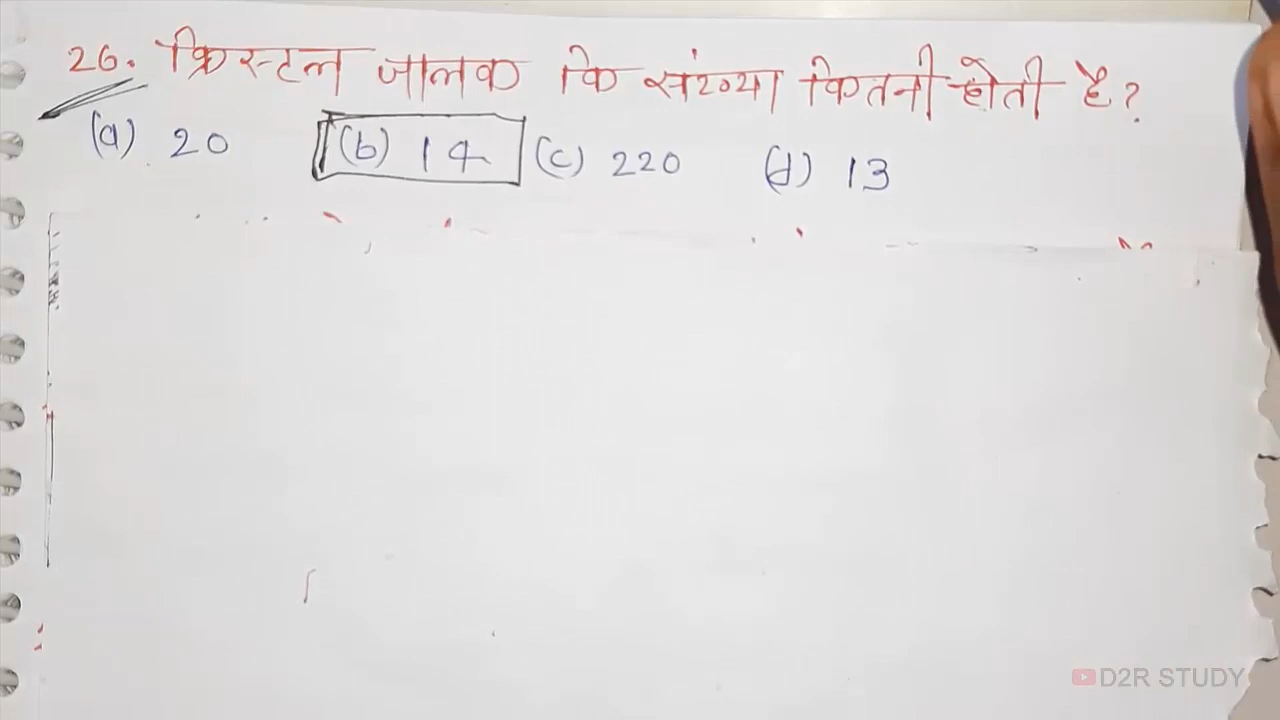 26. क्रिस्टल जालक कि संख्या कितनी होती है?
(a) 20 (b) 14 (c) 220 (d) 13
D2R STUDY